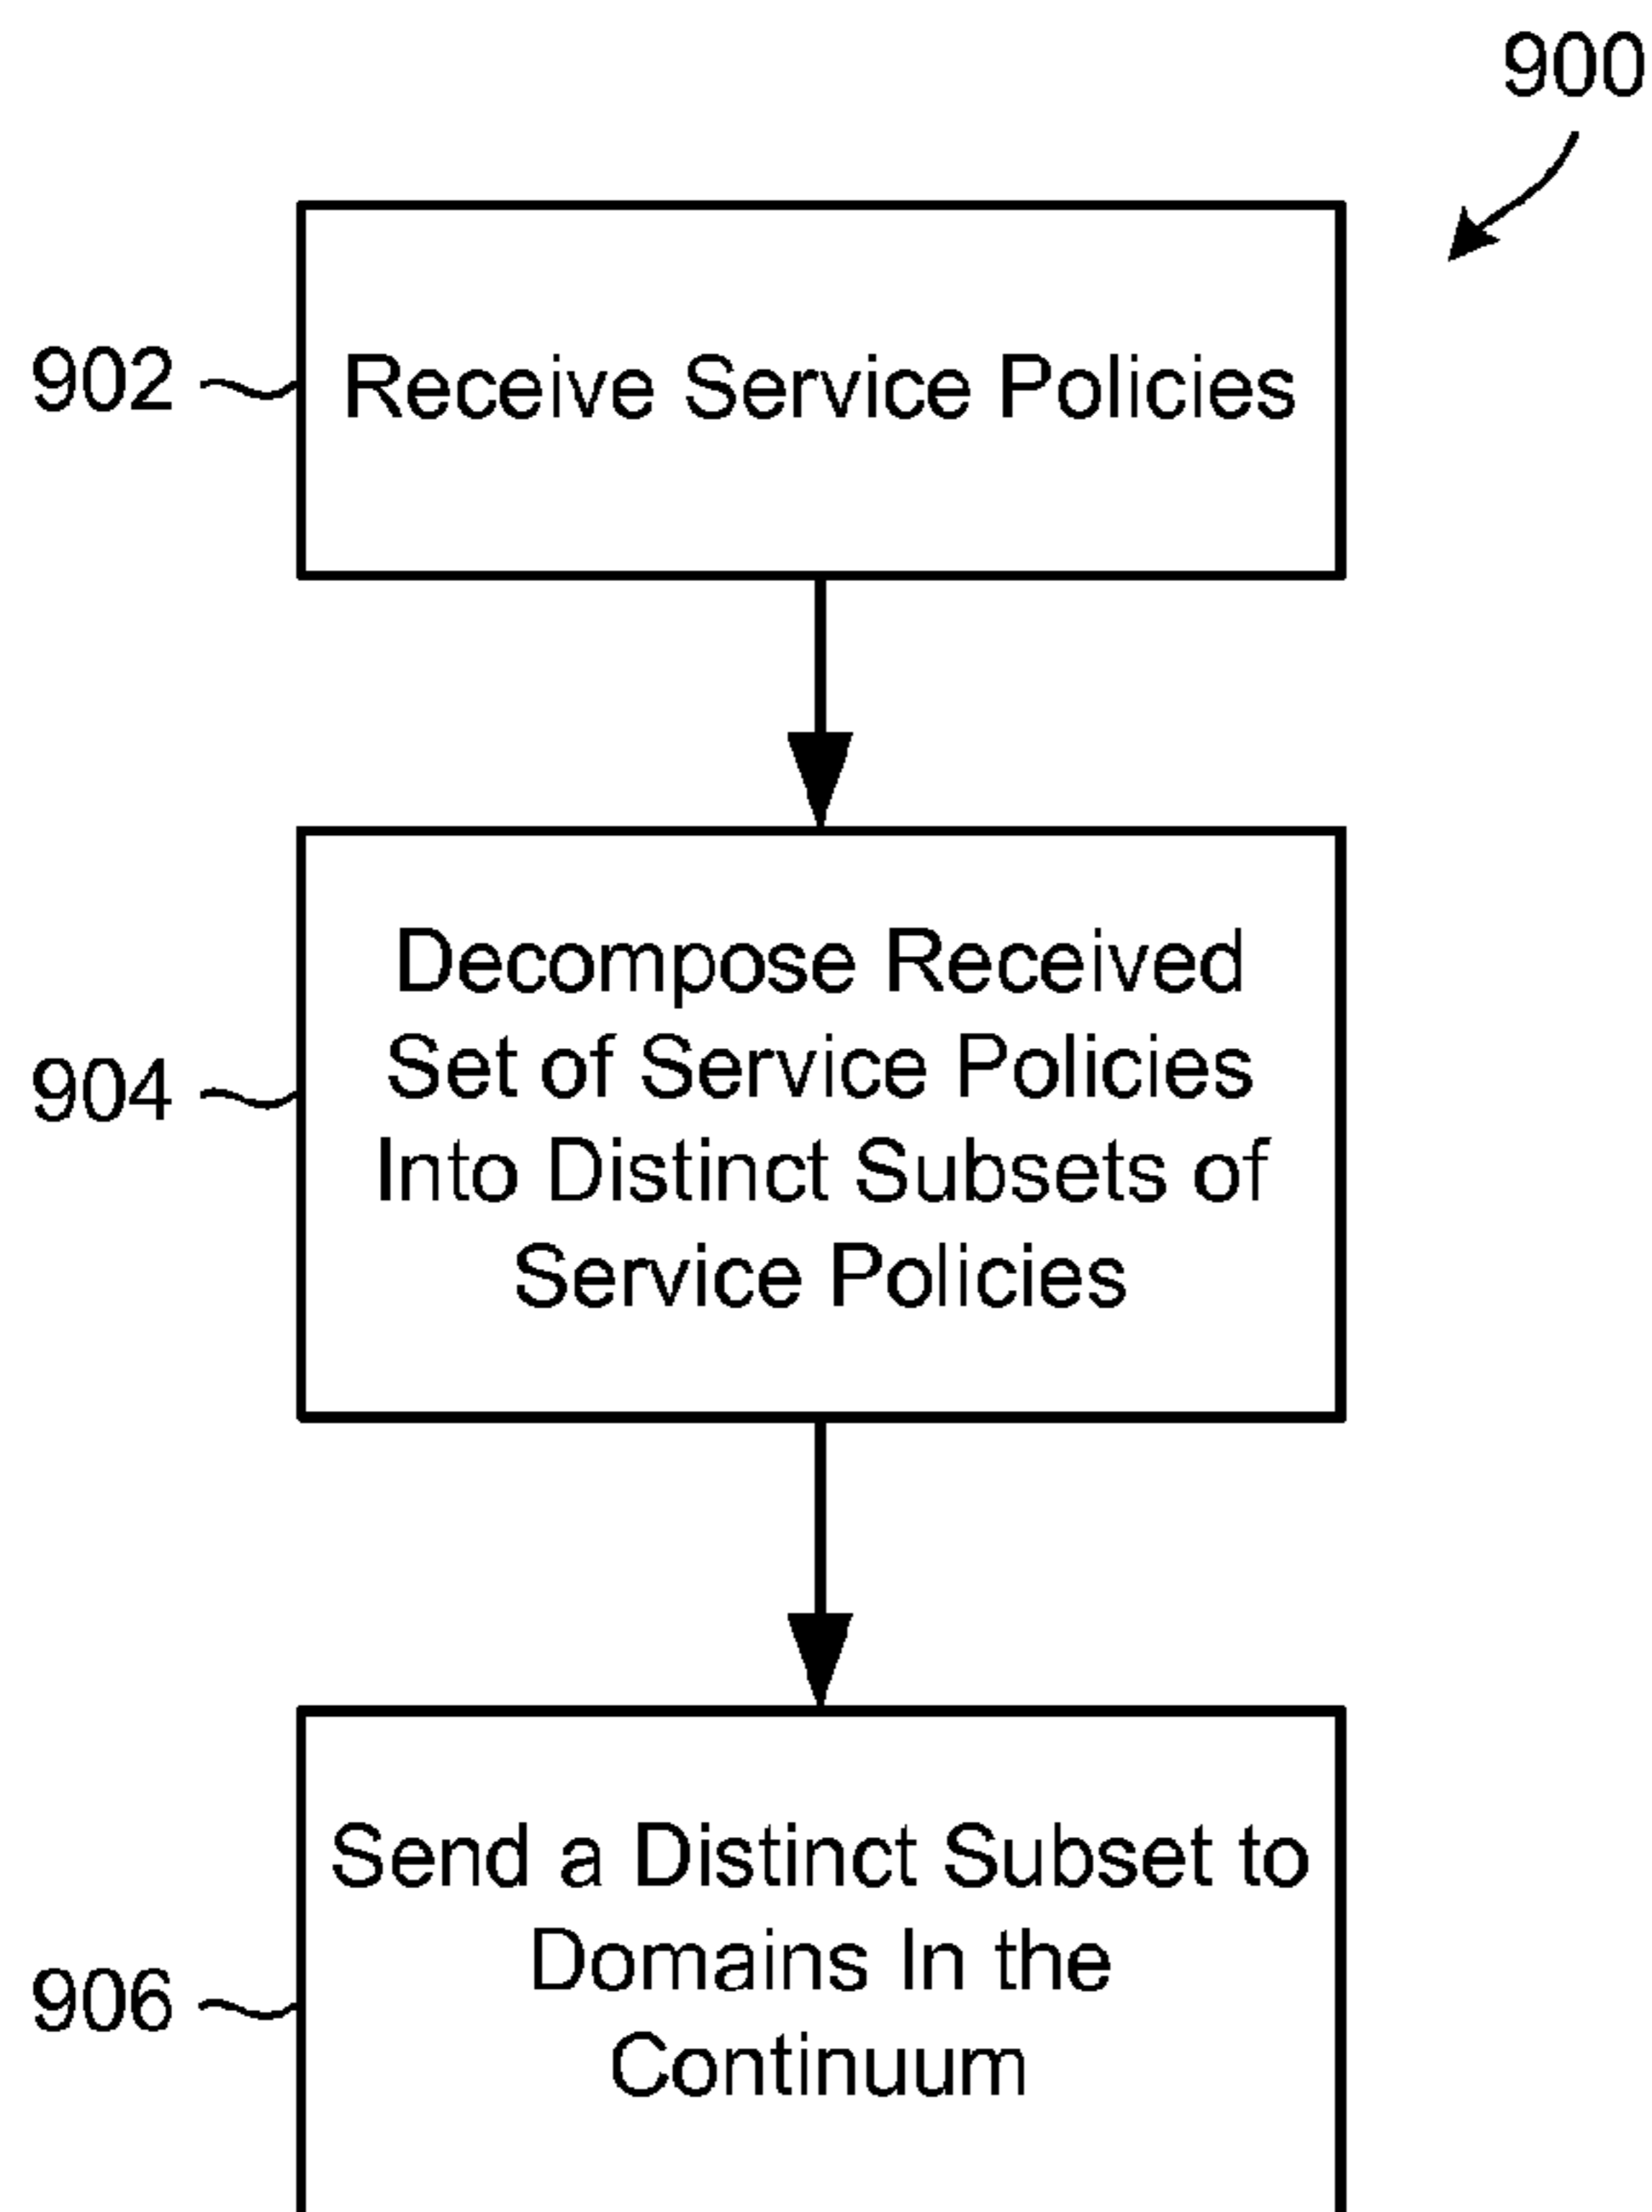 900
902
Receive Service Policies
904
Decompose Received
Set of Service Policies
Into Distinct Subsets of
Service Policies
906
Send a Distinct Subset to
Domains In the
Continuum